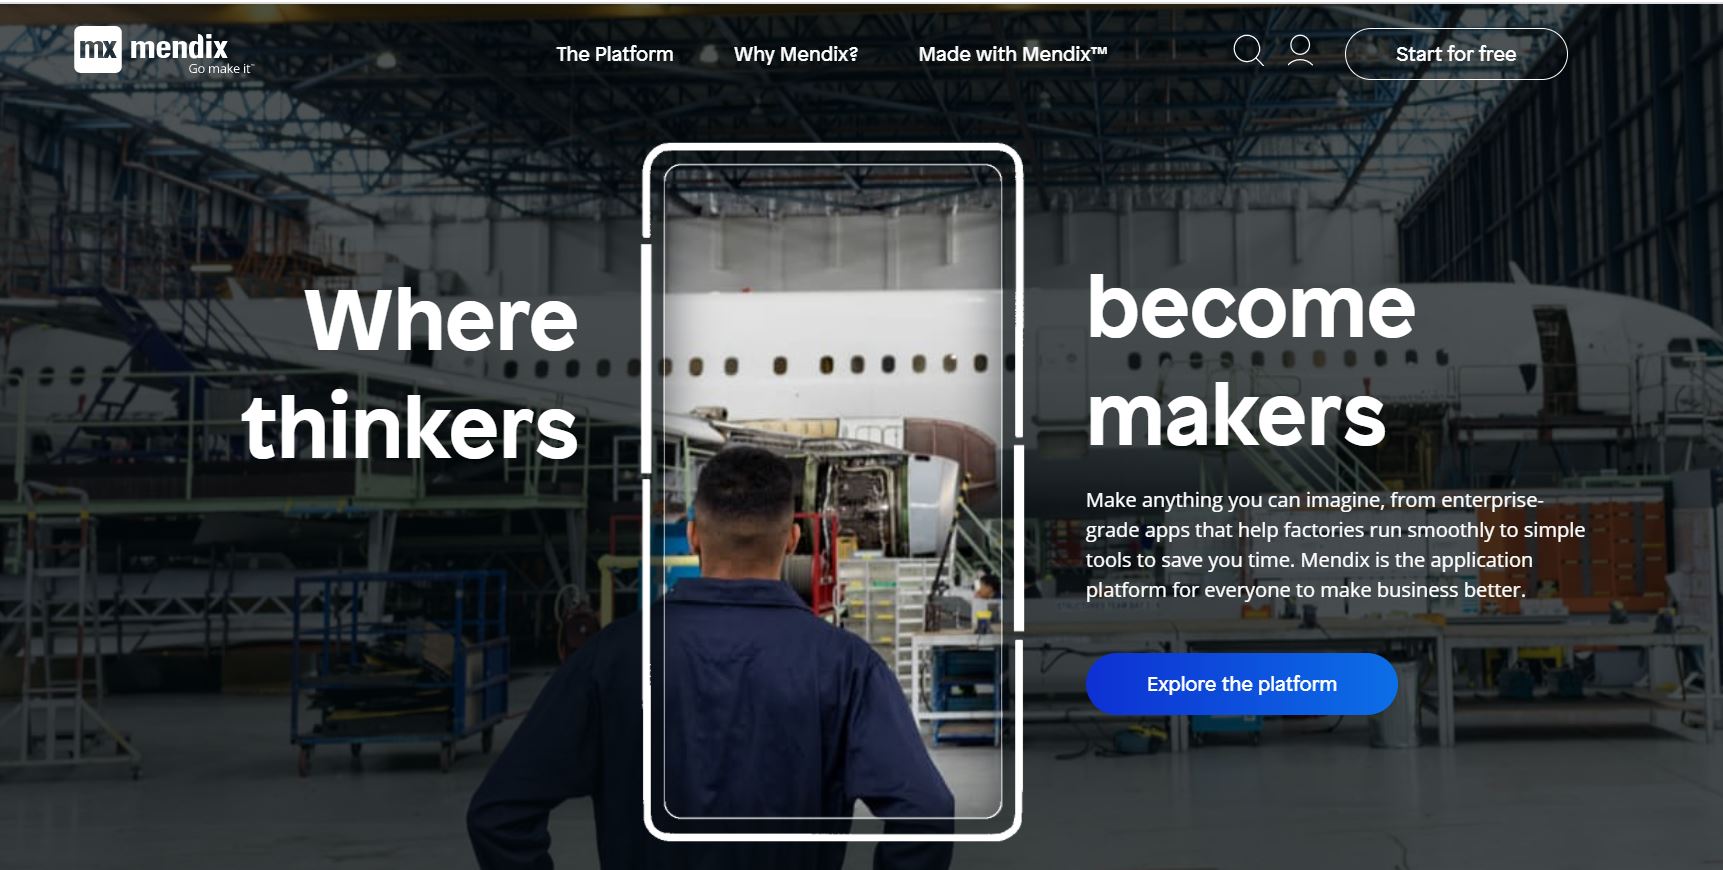 mx mendix
Go make it™
The Platform
Why Mendix?
Made with Mendix™
Start for free
Where
thinkers
become
makers
Make anything you can imagine, from enterprise-
grade apps that help factories run smoothly to simple
tools to save you time. Mendix is the application
platform for everyone to make business better.
Explore the platform